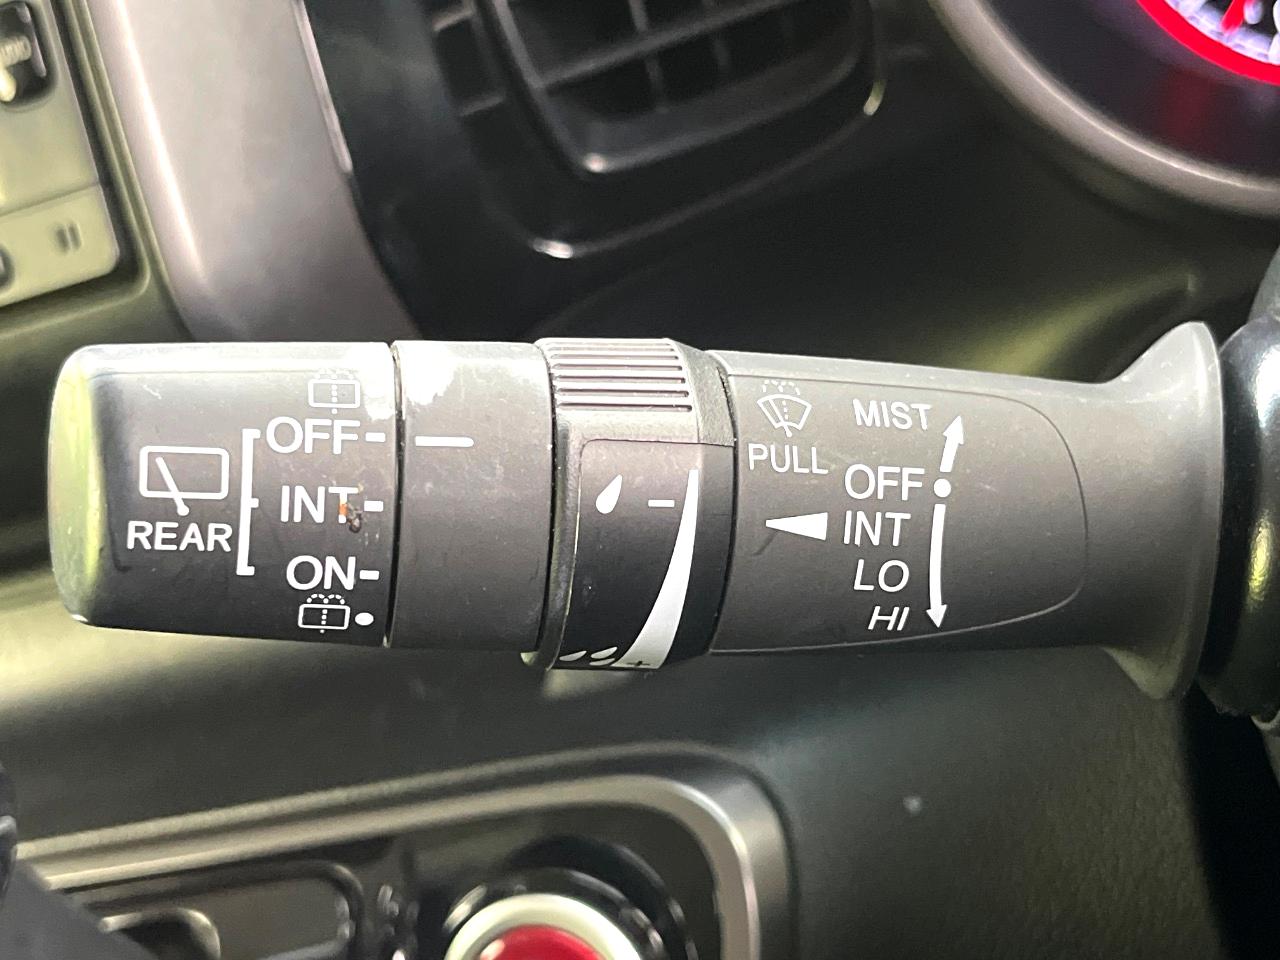 OFF
INT
ON
REAR
PULL
MIST
OFF
INT
LO
HI